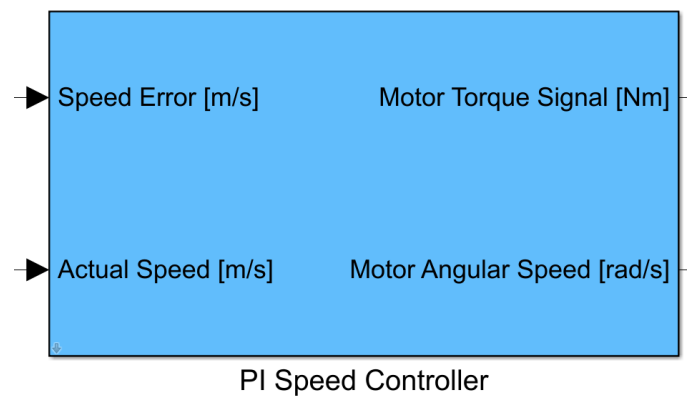 Speed Error [m/s] Motor Torque Signal [Nm]
Actual Speed [m/s] Motor Angular Speed [rad/s]
PI Speed Controller